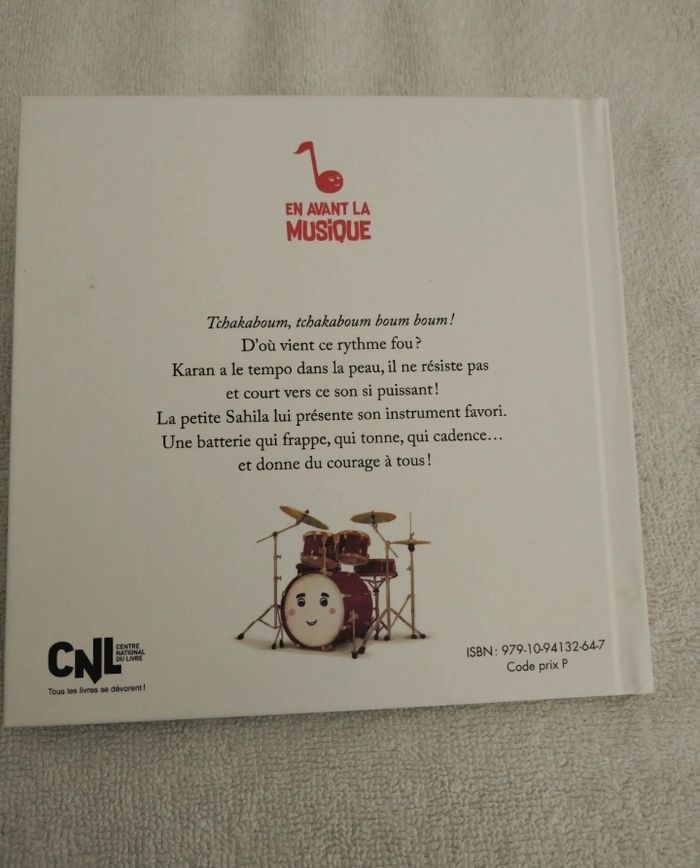 EN AVANT LA
MUSIQUE
Tchakaboum, tchakaboum boum boum !
D'où vient ce rythme fou ?
Karan a le tempo dans la peau, il ne résiste pas
et court vers ce son si puissant !
La petite Sahila lui présente son instrument favori.
Une batterie qui frappe, qui tonne, qui cadence...
et donne du courage à tous !
CNL
CENTRE
NATIONAL
DU LIVRE
Tous les livres se dévorent !
ISBN : 979-10-94132-64-7
Code prix P